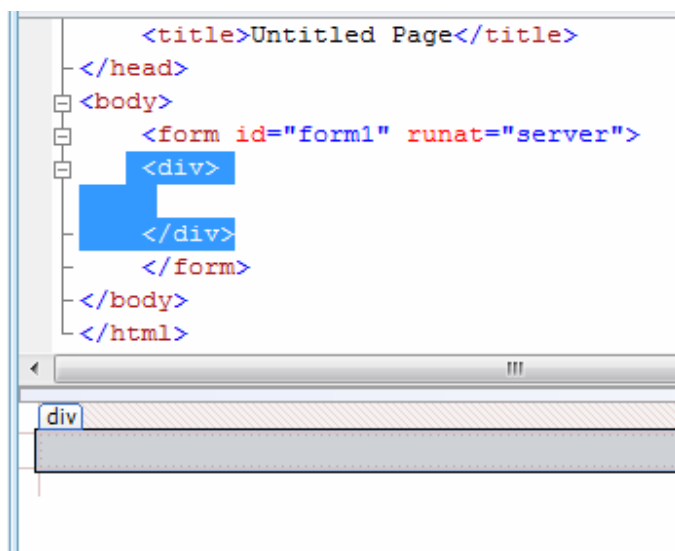 <title>Untitled Page</title>
</head>
<body>
<form id="form1" runat="server">
<div>
</div>
</form>
</body>
</html>
div